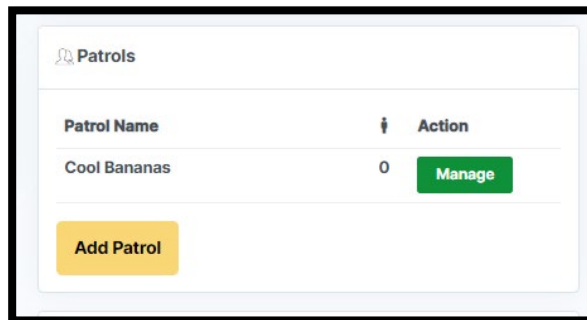 Patrols
Patrol Name Action
Cool Bananas 0 Manage
Add Patrol